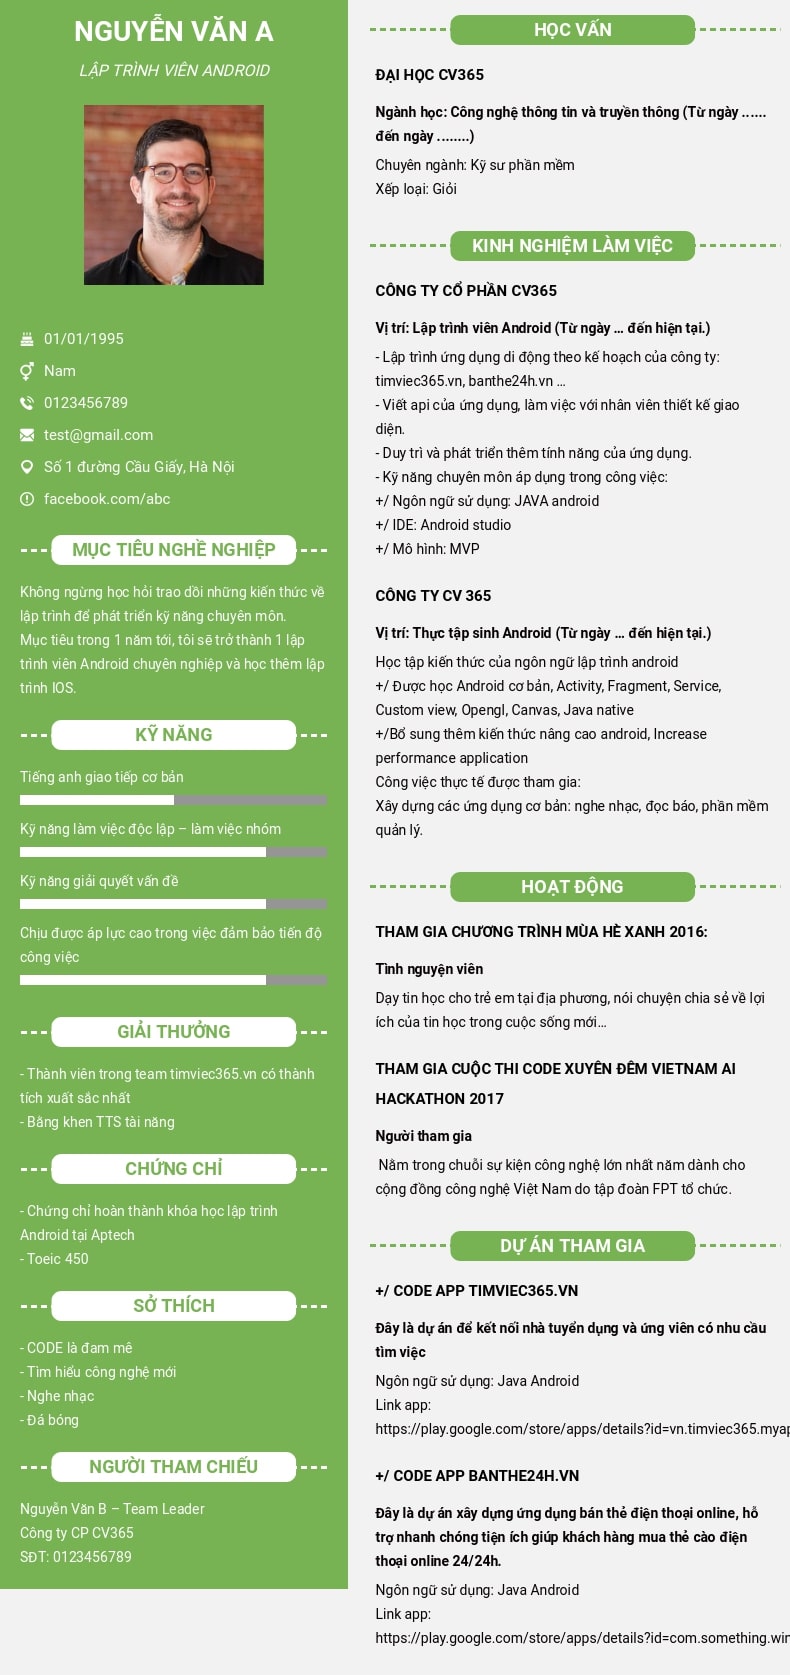 NGUYỄN VĂN A
LẬP TRÌNH VIÊN ANDROID
01/01/1995
Nam
0123456789
test@gmail.com
Số 1 đường Cầu Giấy, Hà Nội
facebook.com/abc
MỤC TIÊU NGHỀ NGHIỆP
Không ngừng học hỏi trao dồi những kiến thức về
lập trình để phát triển kỹ năng chuyên môn.
Mục tiêu trong 1 năm tới, tôi sẽ trở thành 1 lập
trình viên Android chuyên nghiệp và học thêm lập
trình IOS.
KỸ NĂNG
Tiếng anh giao tiếp cơ bản
Kỹ năng làm việc độc lập – làm việc nhóm
Kỹ năng giải quyết vấn đề
Chịu được áp lực cao trong việc đảm bảo tiến độ
công việc
GIẢI THƯỞNG
- Thành viên trong team timviec365.vn có thành
tích xuất sắc nhất
- Bằng khen TTS tài năng
CHỨNG CHỈ
- Chứng chỉ hoàn thành khóa học lập trình
Android tại Aptech
- Toeic 450
SỞ THÍCH
- CODE là đam mê
- Tìm hiểu công nghệ mới
- Nghe nhạc
- Đá bóng
NGƯỜI THAM CHIẾU
Nguyễn Văn B – Team Leader
Công ty CP CV365
SĐT: 0123456789
HỌC VẤN
ĐẠI HỌC CV365
Ngành học: Công nghệ thông tin và truyền thông (Từ ngày ......
đến ngày ........)
Chuyên ngành: Kỹ sư phần mềm
Xếp loại: Giỏi
KINH NGHIỆM LÀM VIỆC
CÔNG TY CỔ PHẦN CV365
Vị trí: Lập trình viên Android (Từ ngày … đến hiện tại.)
- Lập trình ứng dụng di động theo kế hoạch của công ty:
timviec365.vn, banthe24h.vn …
- Viết api của ứng dụng, làm việc với nhân viên thiết kế giao
diện.
- Duy trì và phát triển thêm tính năng của ứng dụng.
- Kỹ năng chuyên môn áp dụng trong công việc:
+/ Ngôn ngữ sử dụng: JAVA android
+/ IDE: Android studio
+/ Mô hình: MVP
CÔNG TY CV 365
Vị trí: Thực tập sinh Android (Từ ngày … đến hiện tại.)
Học tập kiến thức của ngôn ngữ lập trình android
+/ Được học Android cơ bản, Activity, Fragment, Service,
Custom view, Opengl, Canvas, Java native
+/Bổ sung thêm kiến thức nâng cao android, Increase
performance application
Công việc thực tế được tham gia:
Xây dựng các ứng dụng cơ bản: nghe nhạc, đọc báo, phần mềm
quản lý.
HOẠT ĐỘNG
THAM GIA CHƯƠNG TRÌNH MÙA HÈ XANH 2016:
Tình nguyện viên
Dạy tin học cho trẻ em tại địa phương, nói chuyện chia sẻ về lợi
ích của tin học trong cuộc sống mới…
THAM GIA CUỘC THI CODE XUYÊN ĐÊM VIETNAM AI
HACKATHON 2017
Người tham gia
Nằm trong chuỗi sự kiện công nghệ lớn nhất năm dành cho
cộng đồng công nghệ Việt Nam do tập đoàn FPT tổ chức.
DỰ ÁN THAM GIA
+/ CODE APP TIMVIEC365.VN
Đây là dự án để kết nối nhà tuyển dụng và ứng viên có nhu cầu
tìm việc
Ngôn ngữ sử dụng: Java Android
Link app:
https://play.google.com/store/apps/details?id=vn.timviec365.myap
+/ CODE APP BANTHE24H.VN
Đây là dự án xây dựng ứng dụng bán thẻ điện thoại online, hỗ
trợ nhanh chóng tiện ích giúp khách hàng mua thẻ cào điện
thoại online 24/24h.
Ngôn ngữ sử dụng: Java Android
Link app:
https://play.google.com/store/apps/details?id=com.something.win